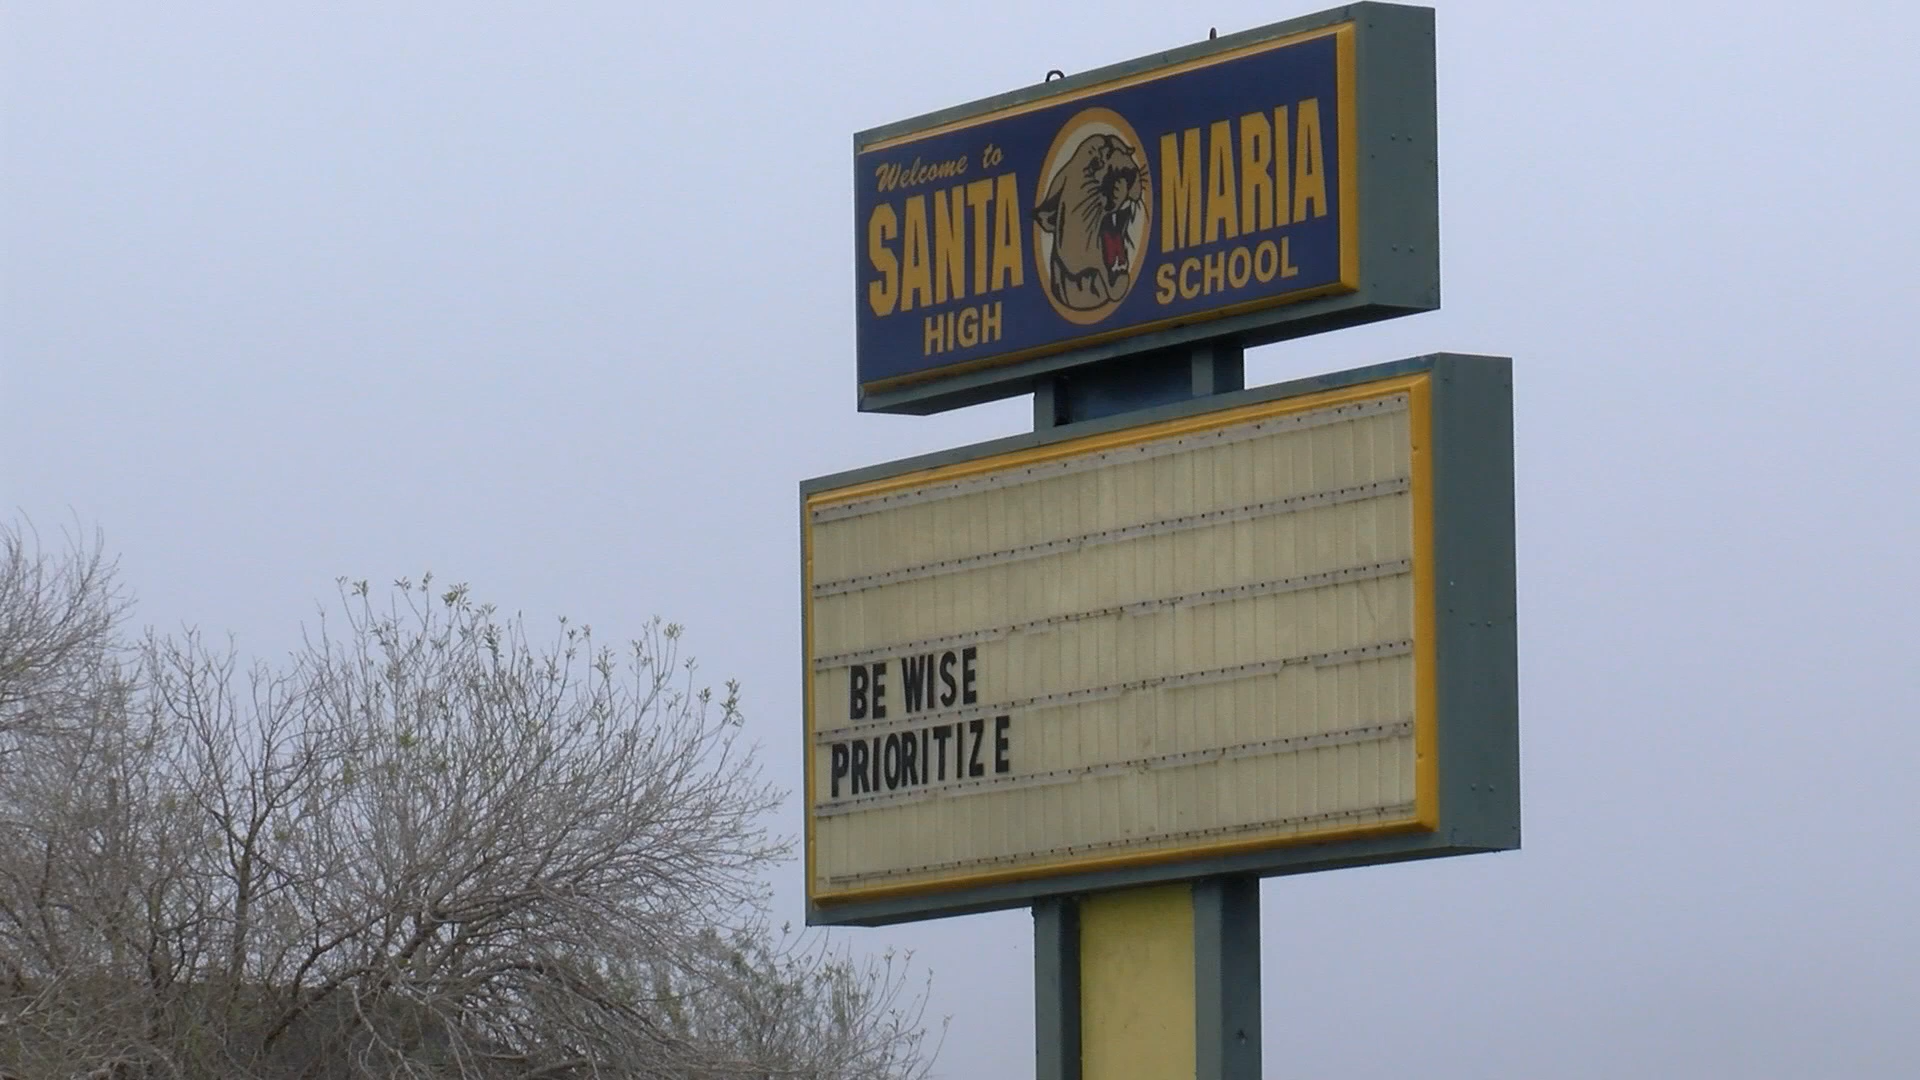 Welcome to
SANTA MARIA
HIGH SCHOOL
BE WISE
PRIORITIZE